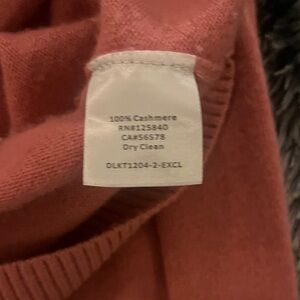 100% Cashmere
RN#125840
CA#56578
Dry Clean
DLKT1204-2-EXCL